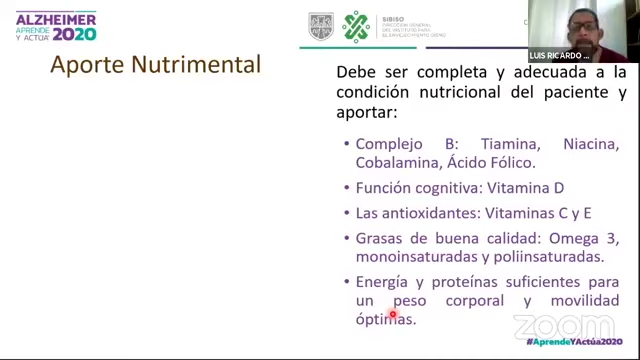 ALZHEIMER
APRENDE
Y ACTÚA 2020
SIBISO
LUIS RICARDO ...
Aporte Nutrimental
Debe ser completa y adecuada a la
condición nutricional del paciente y
aportar:
• Complejo B: Tiamina, Niacina,
Cobalamina, Ácido Fólico.
• Función cognitiva: Vitamina D
• Las antioxidantes: Vitaminas C y E
• Grasas de buena calidad: Omega 3,
monoinsaturadas y poliinsaturadas.
• Energía y proteínas suficientes para
un peso corporal y movilidad
óptimas.
zoom
#AprendeYActúa2020